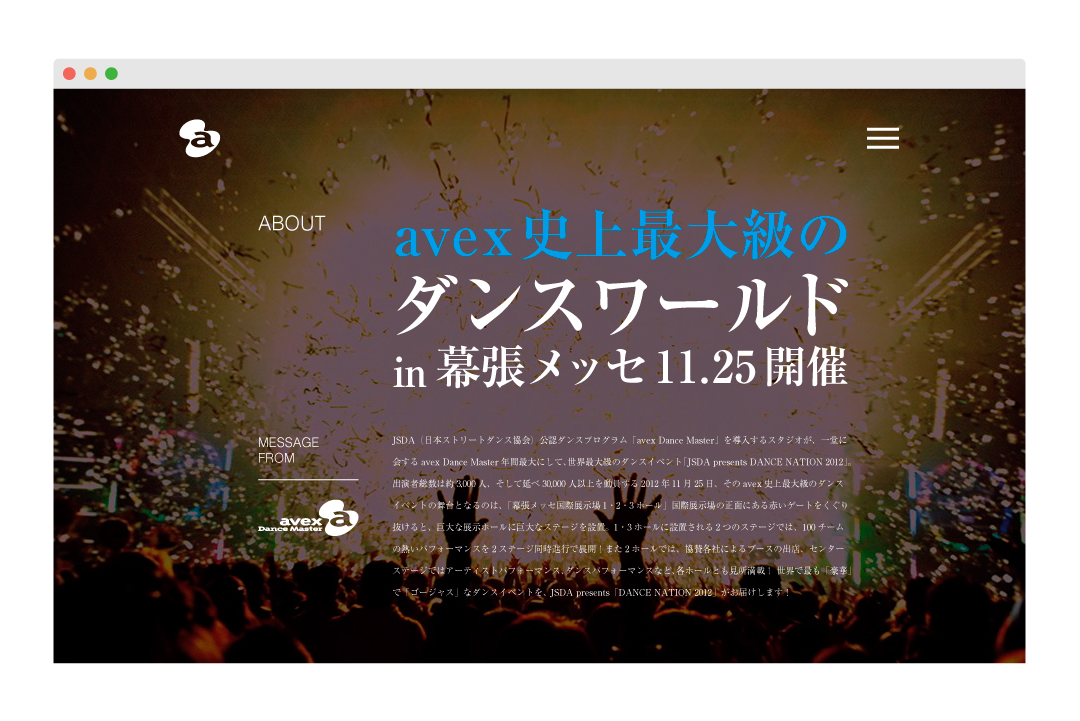 a
ABOUT
avex史上最大級の
ダンスワールド
in 幕張メッセ 11.25 開催
MESSAGE
FROM
avex
Dance Master
a
JSDA（日本ストリートダンス協会）公認ダンスプログラム「avex Dance Master」を導入するスタジオが、一堂に
会する avex Dance Master 年間最大にして、世界最大級のダンスイベント「JSDA presents DANCE NATION 2012」。
出演者総数は約 3,000 人、そして延べ 30,000 人以上を動員する 2012 年 11 月 25 日、その avex 史上最大級のダンス
イベントの舞台となるのは、「幕張メッセ国際展示場 1・2・3 ホール」国際展示場の正面にある赤いゲートをくぐり
抜けると、巨大な展示ホールに巨大なステージを設置。1・3 ホールに設置される 2 つのステージでは、100 チーム
の熱いパフォーマンスを 2 ステージ同時進行で展開！また 2 ホールでは、協賛各社によるブースの出店、センター
ステージではアーティストパフォーマンス、ダンスパフォーマンスなど、各ホールとも見所満載！ 世界で最も「豪華」
で「ゴージャス」なダンスイベントを、JSDA presents「DANCE NATION 2012」がお届けします！